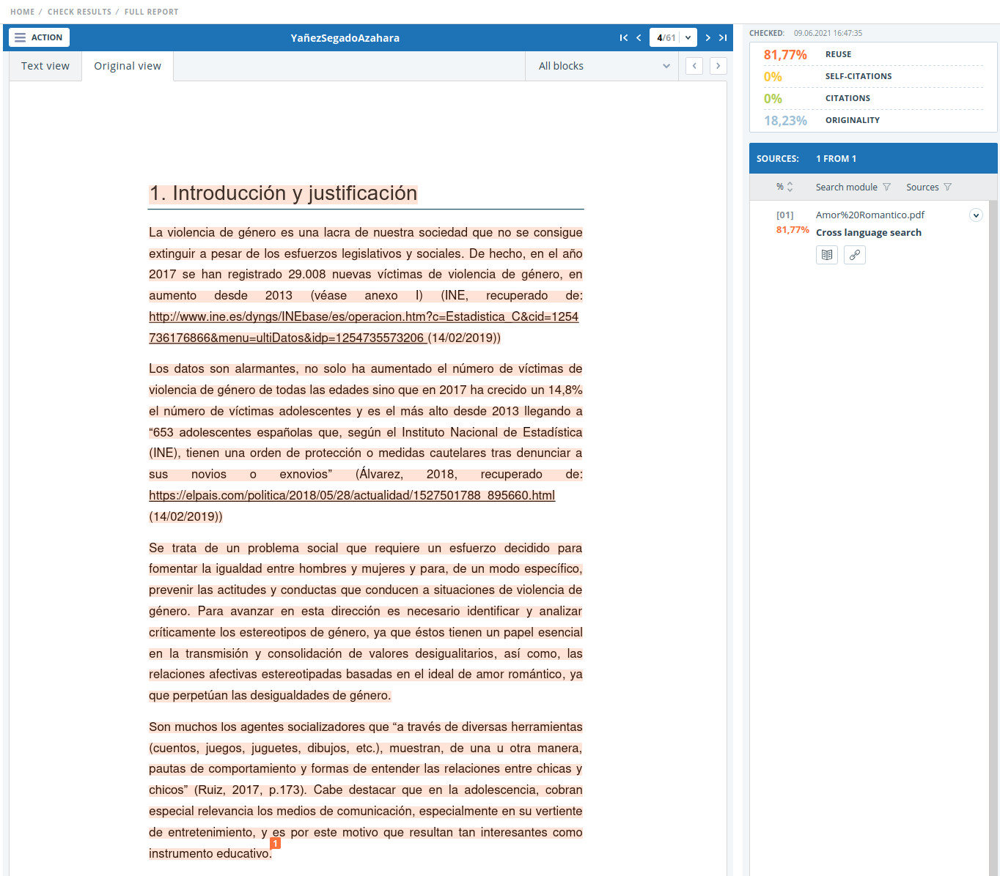 HOME / CHECK RESULTS / FULL REPORT
ACTION
YañezSegadoAzahara
4/61
Text view
Original view
All blocks
1. Introducción y justificación
La violencia de género es una lacra de nuestra sociedad que no se consigue
extinguir a pesar de los esfuerzos legislativos y sociales. De hecho, en el año
2017 se han registrado 29.008 nuevas víctimas de violencia de género, en
aumento desde 2013 (véase anexo I) (INE, recuperado de:
http://www.ine.es/dyngs/INEbase/es/operacion.htm?c=Estadistica_C&cid=1254
736176866&menu=ultiDatos&idp=1254735573206 (14/02/2019))
Los datos son alarmantes, no solo ha aumentado el número de víctimas de
violencia de género de todas las edades sino que en 2017 ha crecido un 14,8%
el número de víctimas adolescentes y es el más alto desde 2013 llegando a
“653 adolescentes españolas que, según el Instituto Nacional de Estadística
(INE), tienen una orden de protección o medidas cautelares tras denunciar a
sus novios o exnovios” (Álvarez, 2018, recuperado de:
https://elpais.com/politica/2018/05/28/actualidad/1527501788_895660.html
(14/02/2019))
Se trata de un problema social que requiere un esfuerzo decidido para
fomentar la igualdad entre hombres y mujeres y para, de un modo específico,
prevenir las actitudes y conductas que conducen a situaciones de violencia de
género. Para avanzar en esta dirección es necesario identificar y analizar
críticamente los estereotipos de género, ya que éstos tienen un papel esencial
en la transmisión y consolidación de valores desigualitarios, así como, las
relaciones afectivas estereotipadas basadas en el ideal de amor romántico, ya
que perpetúan las desigualdades de género.
Son muchos los agentes socializadores que “a través de diversas herramientas
(cuentos, juegos, juguetes, dibujos, etc.), muestran, de una u otra manera,
pautas de comportamiento y formas de entender las relaciones entre chicas y
chicos” (Ruiz, 2017, p.173). Cabe destacar que en la adolescencia, cobran
especial relevancia los medios de comunicación, especialmente en su vertiente
de entretenimiento, y es por este motivo que resultan tan interesantes como
instrumento educativo.
1
CHECKED: 09.06.2021 16:47:35
81,77% REUSE
0% SELF-CITATIONS
0% CITATIONS
18,23% ORIGINALITY
SOURCES: 1 FROM 1
% Search module Sources
[01] Amor%20Romantico.pdf
81,77% Cross language search